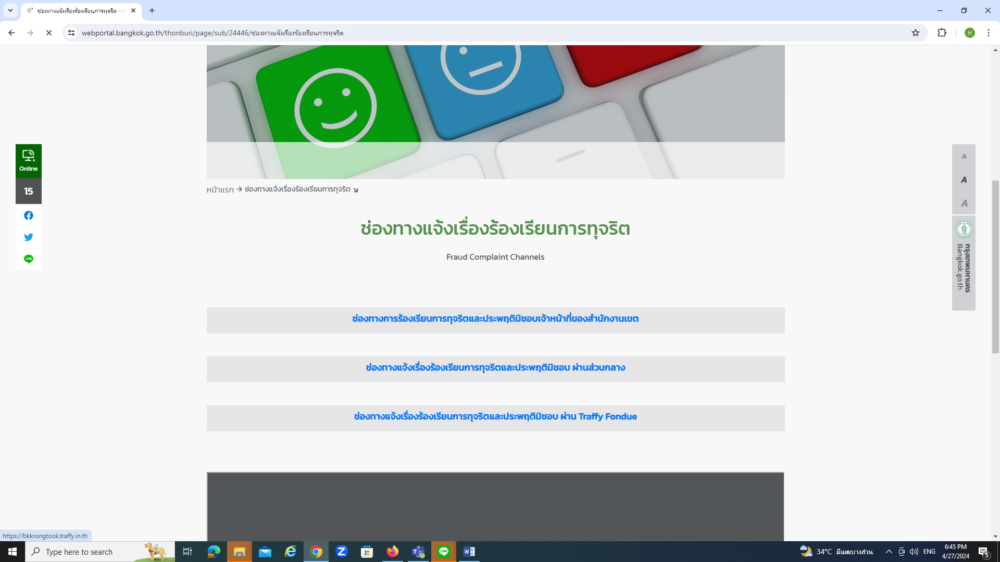 ช่องทางแจ้งเรื่องร้องเรียนการทุจริต -
webportal.bangkok.go.th/thonburi/page/sub/24446/ช่องทางแจ้งเรื่องร้องเรียนการทุจริต
H
Online
15
LINE
A
A
A
กรุงเทพมหานคร
Bangkok.go.th
หน้าแรก → ช่องทางแจ้งเรื่องร้องเรียนการทุจริต ↘
ช่องทางแจ้งเรื่องร้องเรียนการทุจริต
Fraud Complaint Channels
ช่องทางการร้องเรียนการทุจริตและประพฤติมิชอบเจ้าหน้าที่ของสำนักงานเขต
ช่องทางแจ้งเรื่องร้องเรียนการทุจริตและประพฤติมิชอบ ผ่านส่วนกลาง
ช่องทางแจ้งเรื่องร้องเรียนการทุจริตและประพฤติมิชอบ ผ่าน Traffy Fondue
https://bkkrongtook.traffy.in.th
Type here to search
34°C มีเมฆบางส่วน
ENG
6:45 PM
4/27/2024
5